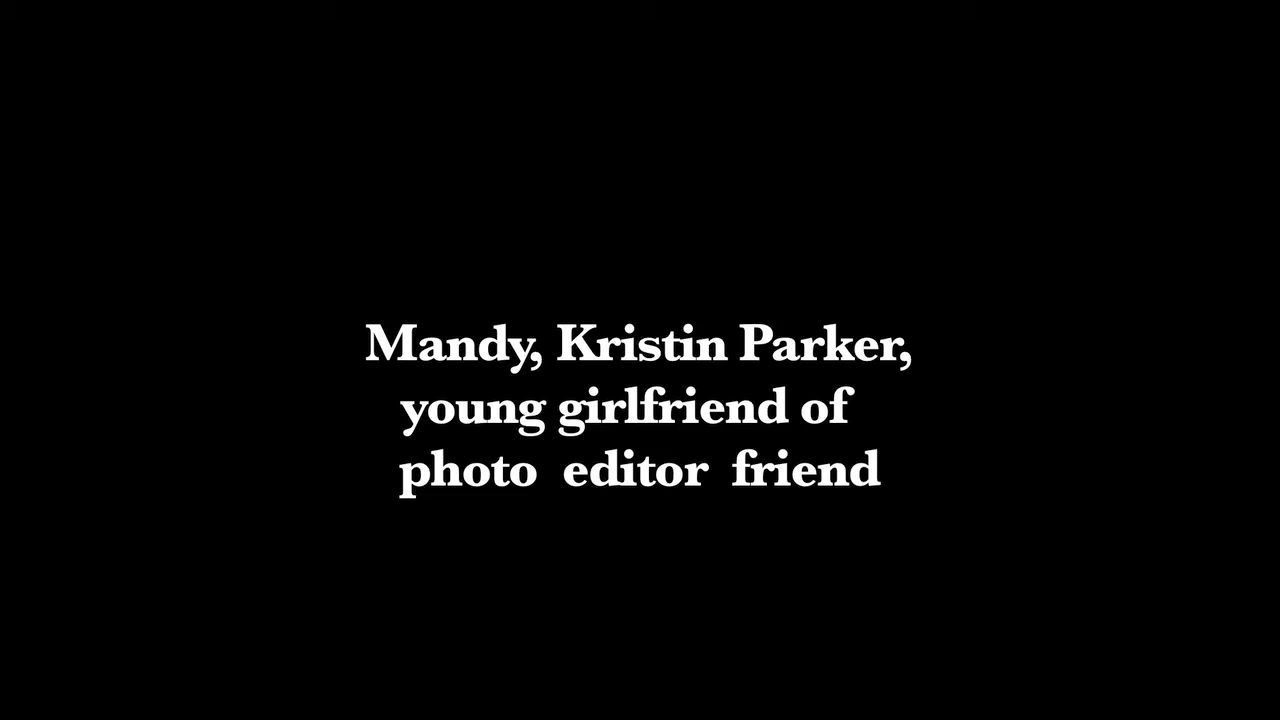 Mandy, Kristin Parker,
young girlfriend of
photo editor friend